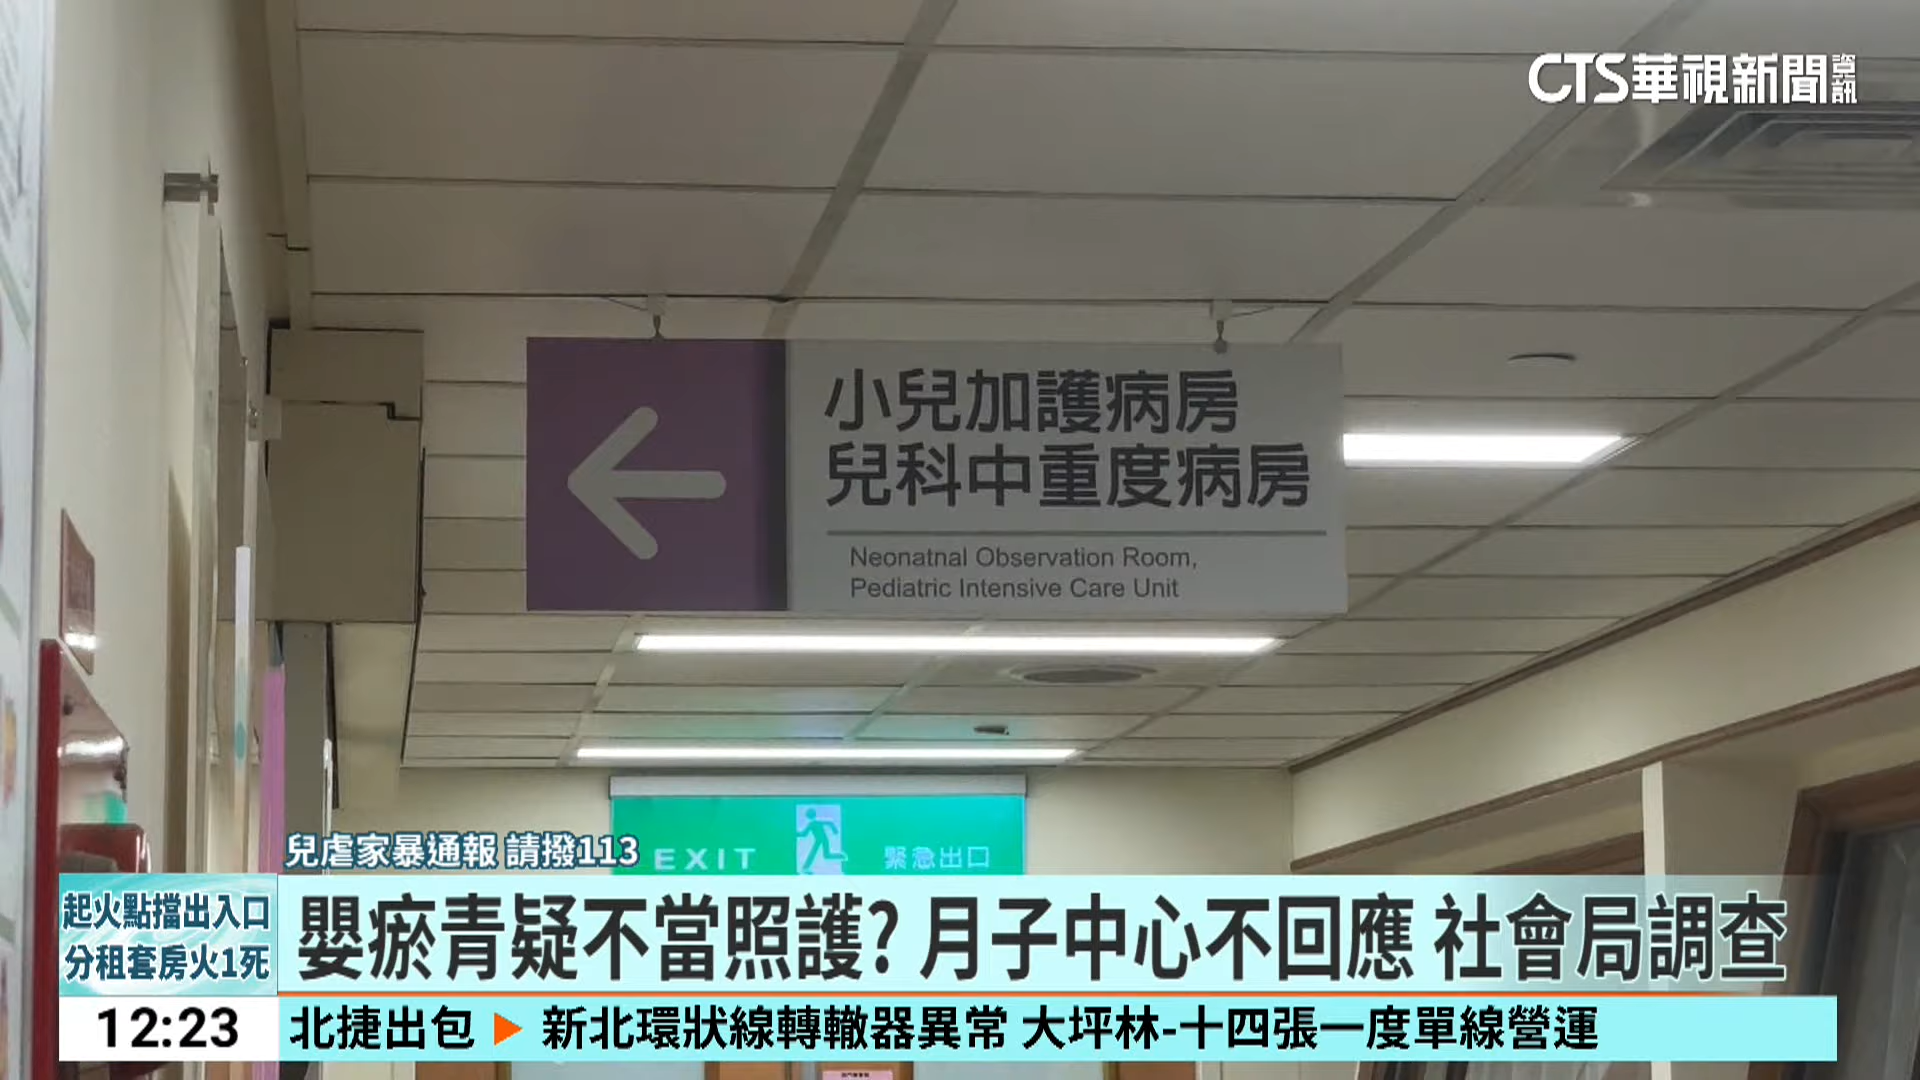 CTS華視新聞資訊
小兒加護病房
兒科中重度病房
Neonatnal Observation Room,
Pediatric Intensive Care Unit
EXIT 緊急出口
兒虐家暴通報 請撥113
起火點擋出入口
分租套房火1死
嬰瘀青疑不當照護? 月子中心不回應 社會局調查
12:23
北捷出包 ▶ 新北環狀線轉轍器異常 大坪林-十四張一度單線營運